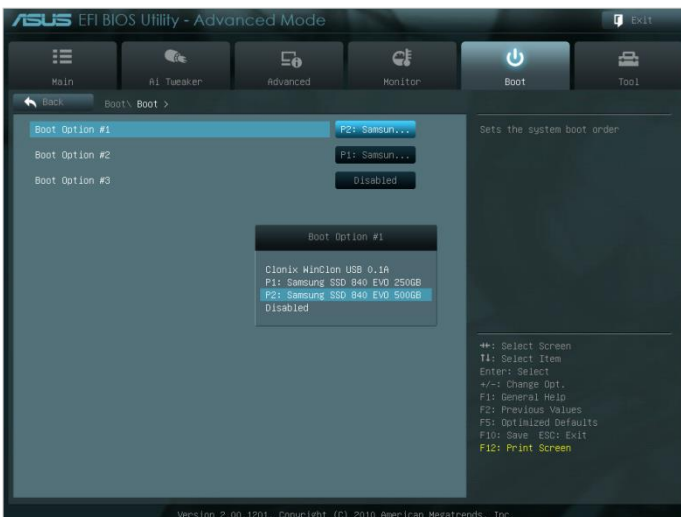 ASUS EFI BIOS Utility - Advanced Mode
Exit
Main
Ai Tweaker
Advanced
Monitor
Boot
Tool
Back
Boot\ Boot >
Boot Option #1
P2: Samsun...
Sets the system boot order
Boot Option #2
P1: Samsun...
Boot Option #3
Disabled
Boot Option #1
Clonix WinClon USB 0.1A
P1: Samsung SSD 840 EVO 250GB
P2: Samsung SSD 840 EVO 500GB
Disabled
→←: Select Screen
↑↓: Select Item
Enter: Select
+/-: Change Opt.
F1: General Help
F2: Previous Values
F5: Optimized Defaults
F10: Save ESC: Exit
F12: Print Screen
Version 2.00.1201. Copyright (C) 2010 American Megatrends, Inc.